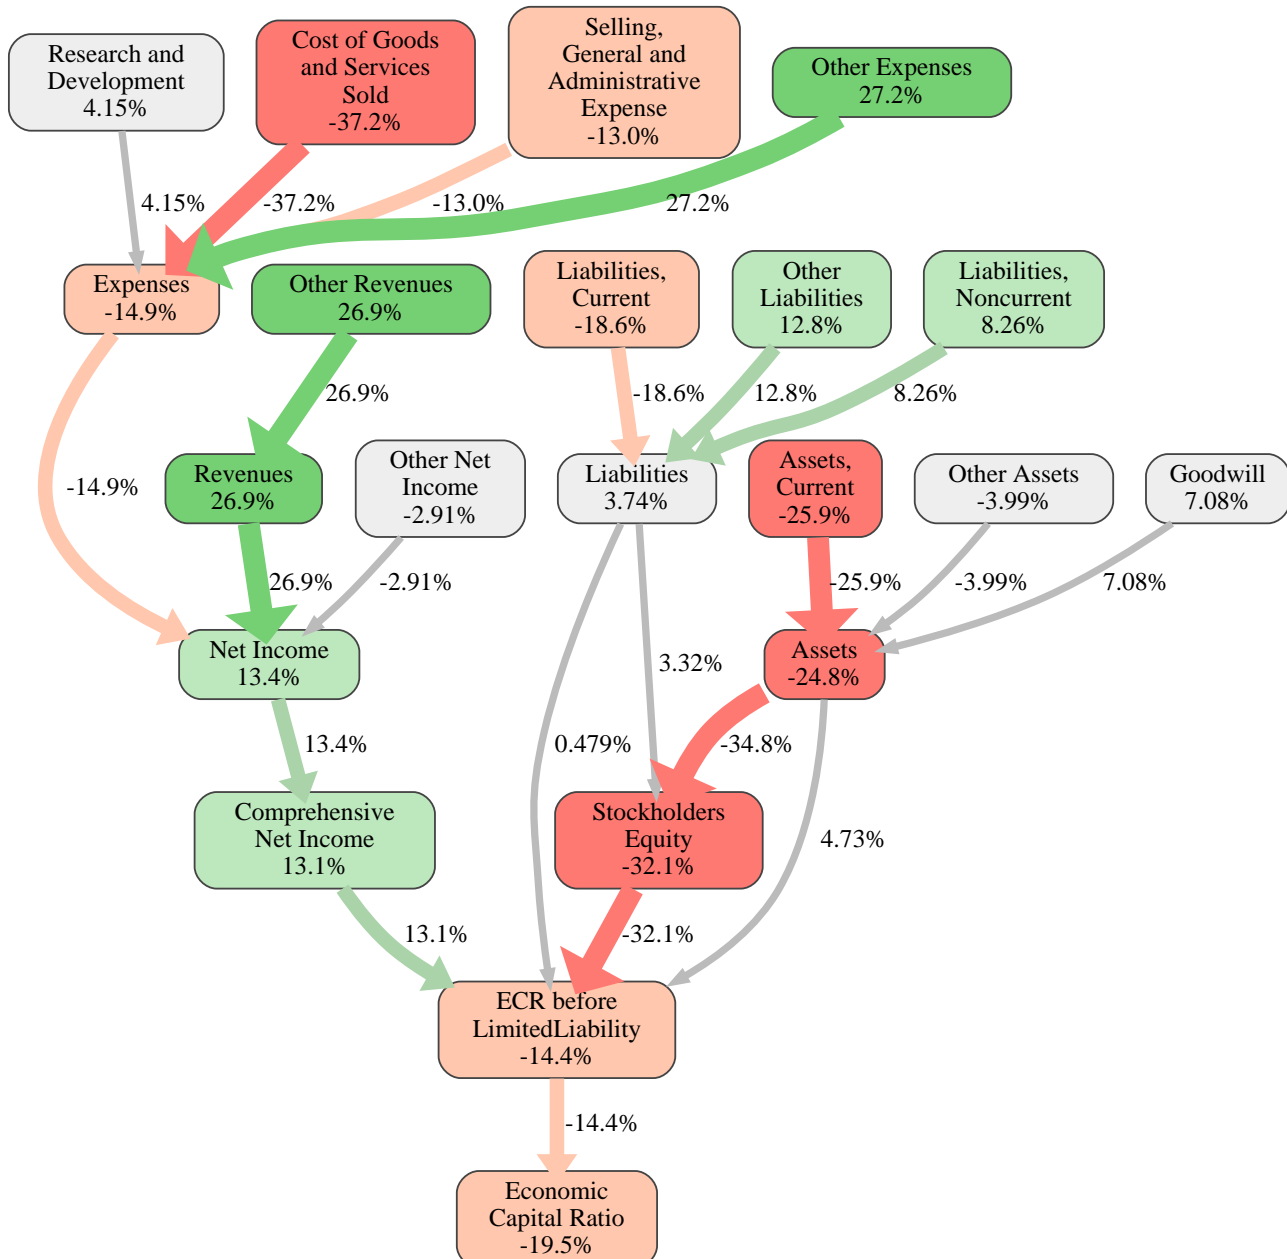 Research and
Development
4.15%
Cost of Goods
and Services
Sold
-37.2%
Selling,
General and
Administrative
Expense
-13.0%
Other Expenses
27.2%
4.15%
-37.2%
-13.0%
27.2%
Expenses
-14.9%
Other Revenues
26.9%
Liabilities,
Current
-18.6%
Other
Liabilities
12.8%
Liabilities,
Noncurrent
8.26%
26.9%
-18.6%
12.8%
8.26%
-14.9%
Revenues
26.9%
Other Net
Income
-2.91%
Liabilities
3.74%
Assets,
Current
-25.9%
Other Assets
-3.99%
Goodwill
7.08%
26.9%
-2.91%
-25.9%
-3.99%
7.08%
Net Income
13.4%
3.32%
Assets
-24.8%
13.4%
0.479%
-34.8%
Comprehensive
Net Income
13.1%
Stockholders
Equity
-32.1%
4.73%
13.1%
-32.1%
ECR before
LimitedLiability
-14.4%
-14.4%
Economic
Capital Ratio
-19.5%